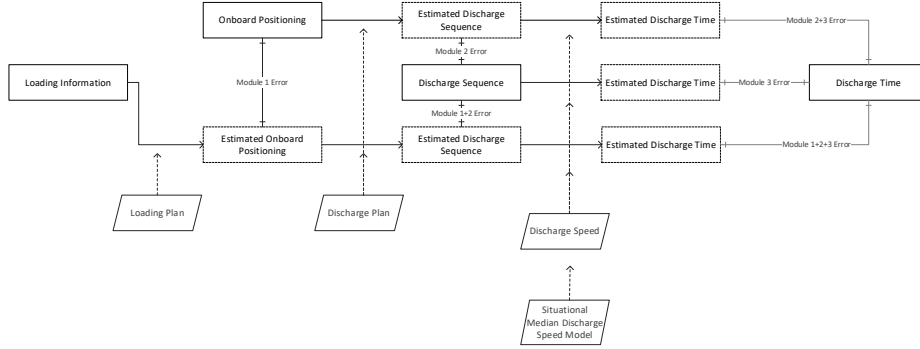 Onboard Positioning
Estimated Discharge
Sequence
Estimated Discharge Time
Module 2+3 Error
Module 2 Error
Loading Information
Module 1 Error
Discharge Sequence
Estimated Discharge Time
Module 3 Error
Discharge Time
Module 1+2 Error
Estimated Onboard
Positioning
Estimated Discharge
Sequence
Estimated Discharge Time
Module 1+2+3 Error
Loading Plan
Discharge Plan
Discharge Speed
Situational
Median Discharge
Speed Model